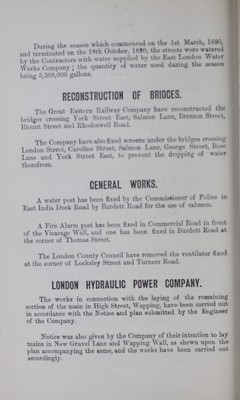 During the season which commenced on the 1st March, 1890,
and terminated on the 18th October, 1890, the streets were watered
by the Contractors with water supplied by the East London Water
Works Company; the quantity of water used during the season
being 5,308,000 gallons.
RECONSTRUCTION OF BRIDGES.
The Great Eastern Railway Company have reconstructed the
bridges crossing York Street East, Salmon Lane, Brenton Street,
Blount Street and Rhodeswell Road.
The Company have also fixed screens under the bridges crossing
London Street, Caroline Street, Salmon Lane, George Street, Rose
Lane and York Street East, to prevent the dripping of water
therefrom.
GENERAL WORKS.
A water post has been fixed by the Commissioner of Police in
East India Dock Road by Burdett Road for the use of cabmen.
A Fire Alarm post has been fixed in Commercial Road in front
of the Vicarage Wall, and one has been fixed in Burdett Road at
the corner of Thomas Street.
The London County Council have removed the ventilator fixed
at the corner of Locksley Street and Turners Road.
LONDON HYDRAULIC POWER COMPANY.
The works in connection with the laying of the remaining
section of the main in High Street, Wapping, have been carried out
in accordance with the Notice and plan submitted by the Engineer
of the Company.
Notice was also given by the Company of their intention to lay
mains in New Gravel Lane and Wapping Wall, as shewn upon the
plan accompanying the same, and the works have been carried out
accordingly.